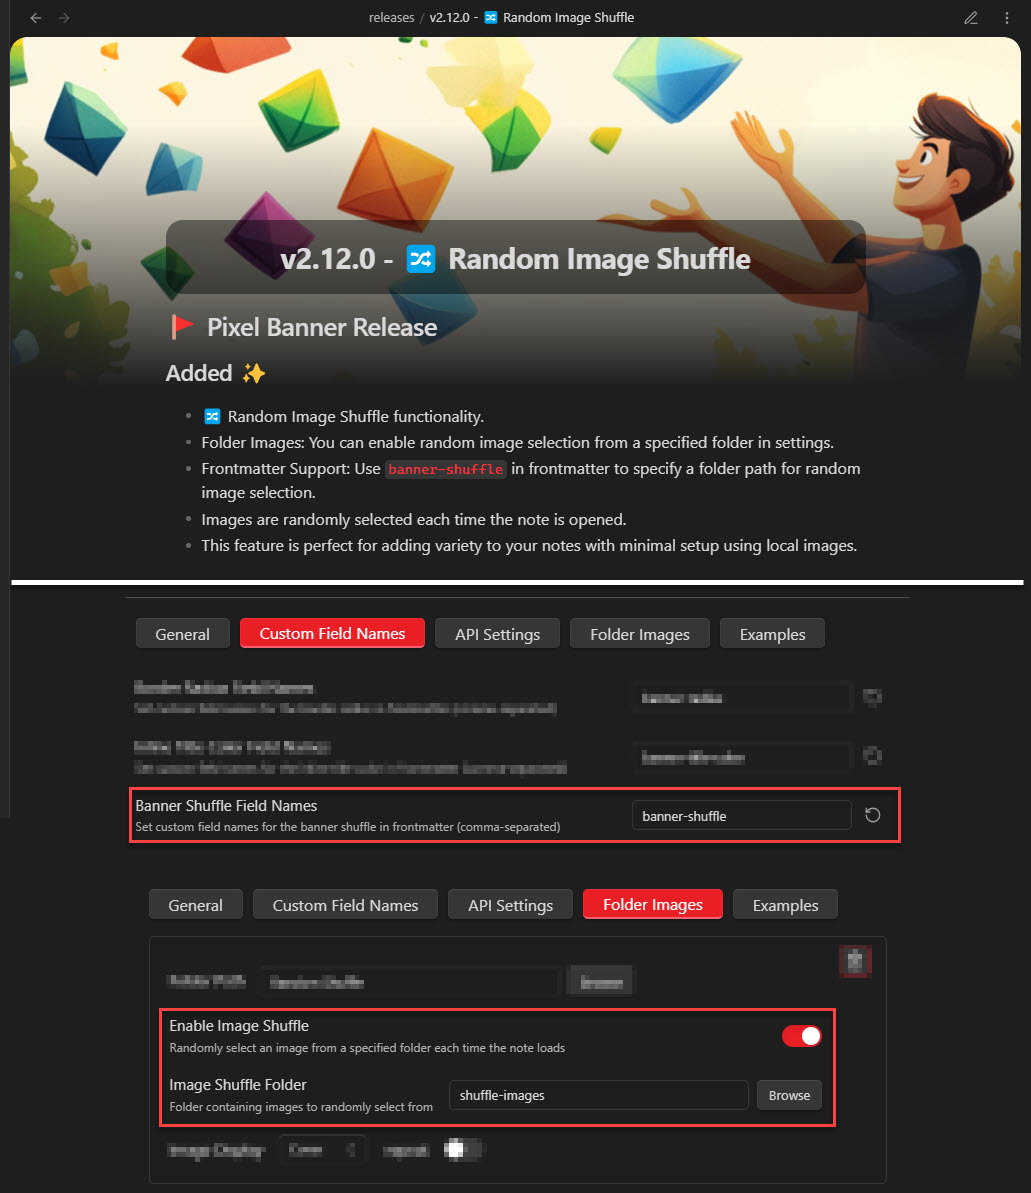 releases / v2.12.0 - 🔀 Random Image Shuffle
v2.12.0 - 🔀 Random Image Shuffle
🚩 Pixel Banner Release
Added ✨
• 🔀 Random Image Shuffle functionality.
• Folder Images: You can enable random image selection from a specified folder in settings.
• Frontmatter Support: Use banner-shuffle in frontmatter to specify a folder path for random
image selection.
• Images are randomly selected each time the note is opened.
• This feature is perfect for adding variety to your notes with minimal setup using local images.
General Custom Field Names API Settings Folder Images Examples
Banner Shuffle Field Names
Set custom field names for the banner shuffle in frontmatter (comma-separated)
banner-shuffle
General Custom Field Names API Settings Folder Images Examples
Enable Image Shuffle
Randomly select an image from a specified folder each time the note loads
Image Shuffle Folder
Folder containing images to randomly select from
shuffle-images Browse